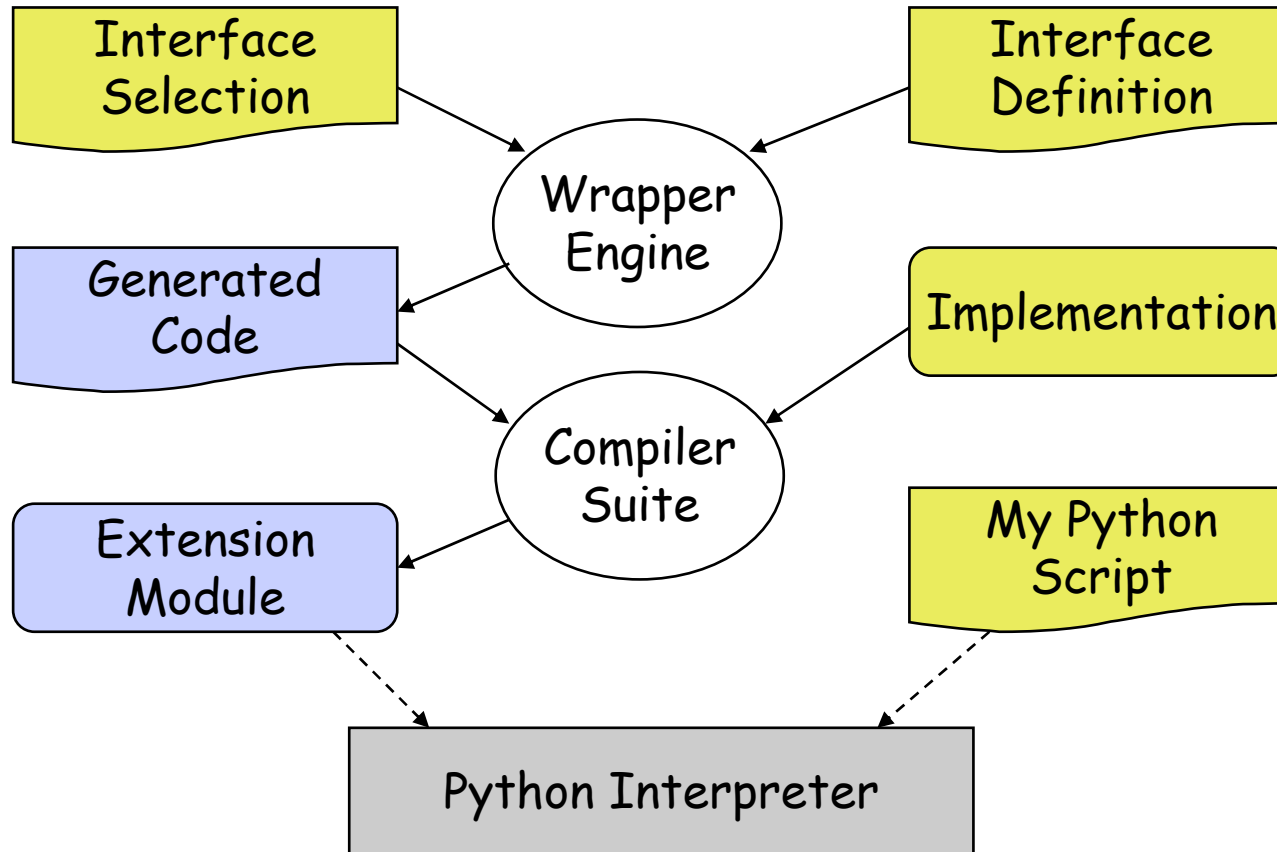 Interface
Selection
Interface
Definition
Wrapper
Engine
Generated
Code
Implementation
Compiler
Suite
Extension
Module
My Python
Script
Python Interpreter